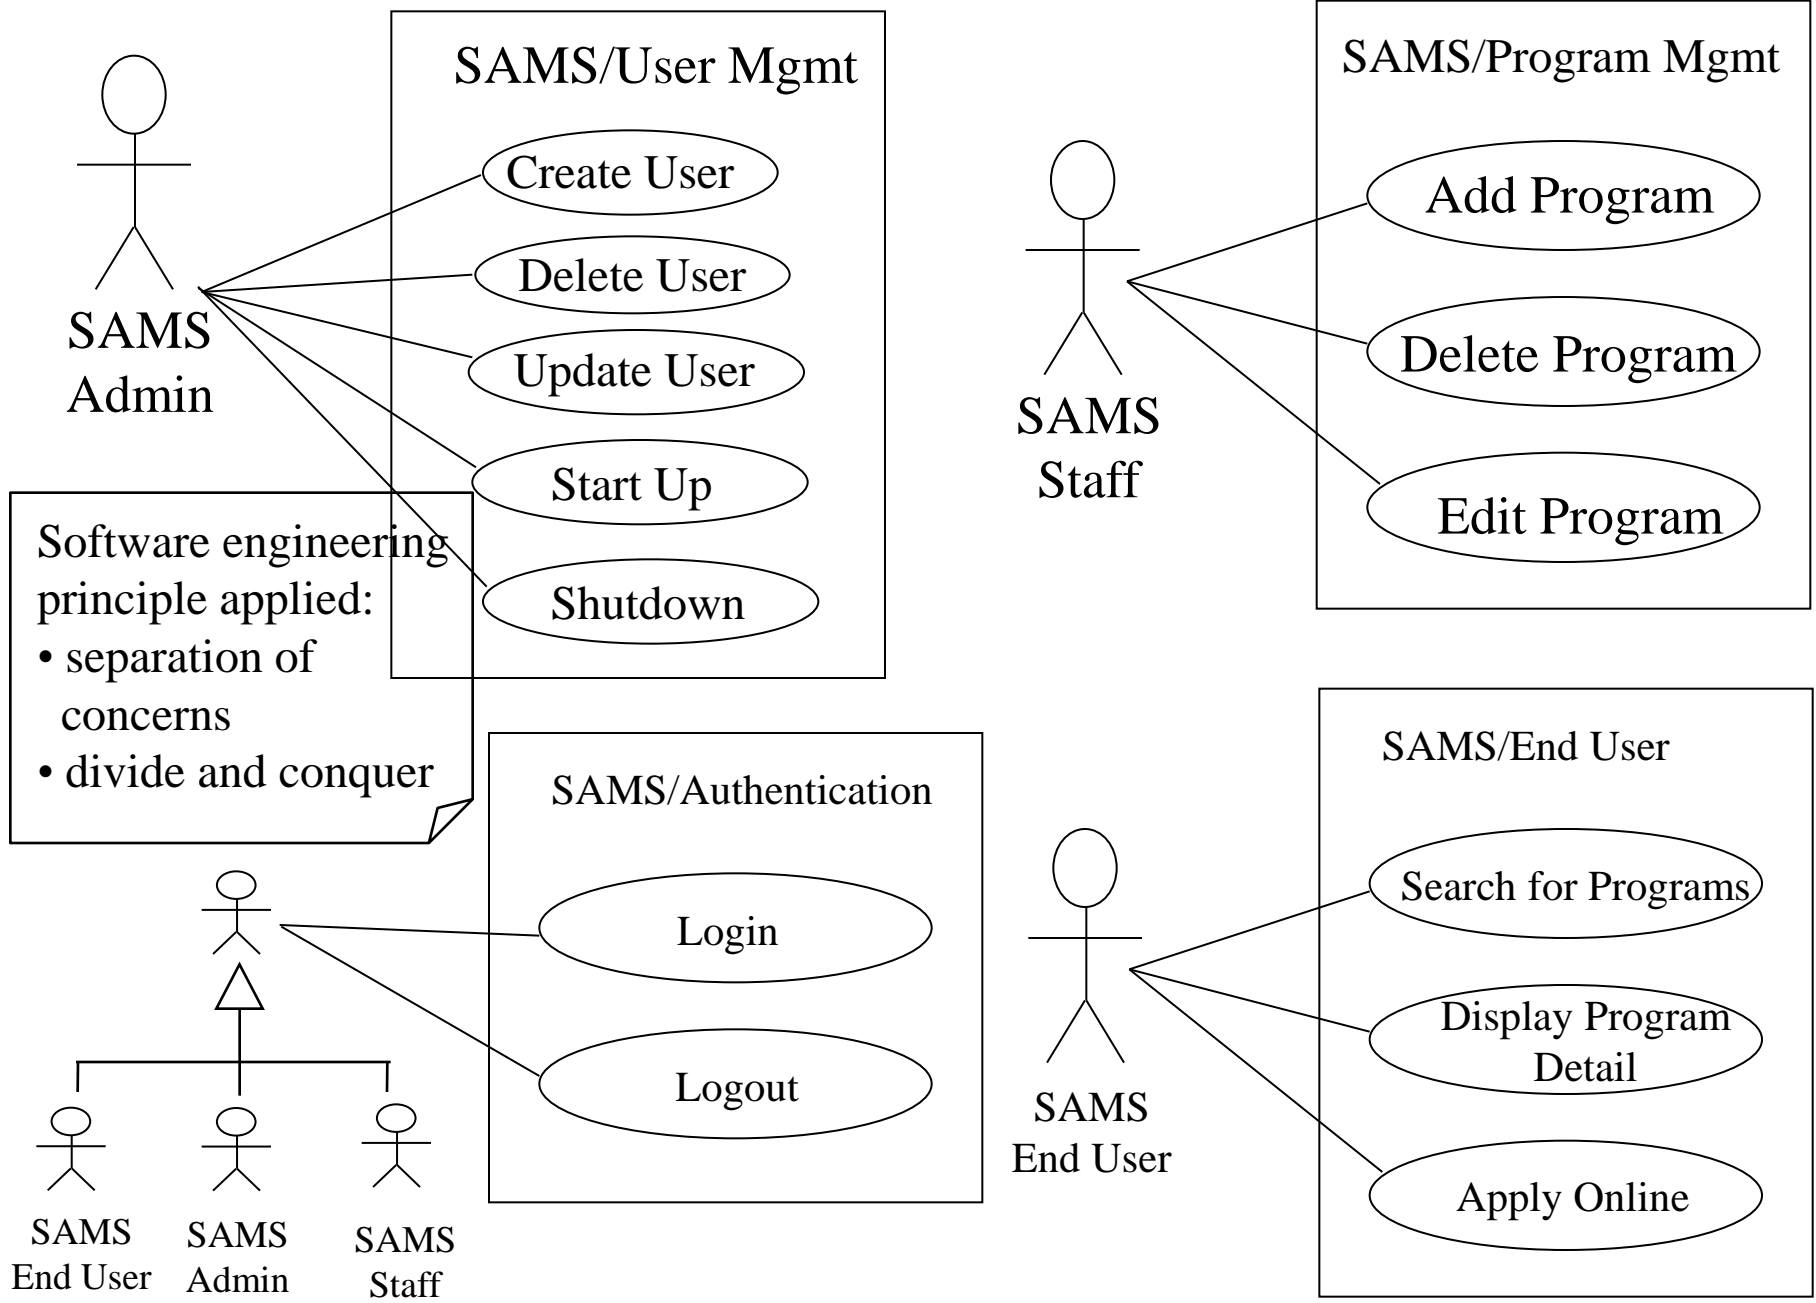 SAMS/User Mgmt
Create User
Delete User
Update User
Start Up
Shutdown
SAMS
Admin
SAMS/Program Mgmt
Add Program
Delete Program
Edit Program
SAMS
Staff
Software engineering
principle applied:
• separation of
concerns
• divide and conquer
SAMS/Authentication
Login
Logout
SAMS
End User
SAMS
Admin
SAMS
Staff
SAMS/End User
Search for Programs
Display Program
Detail
Apply Online
SAMS
End User